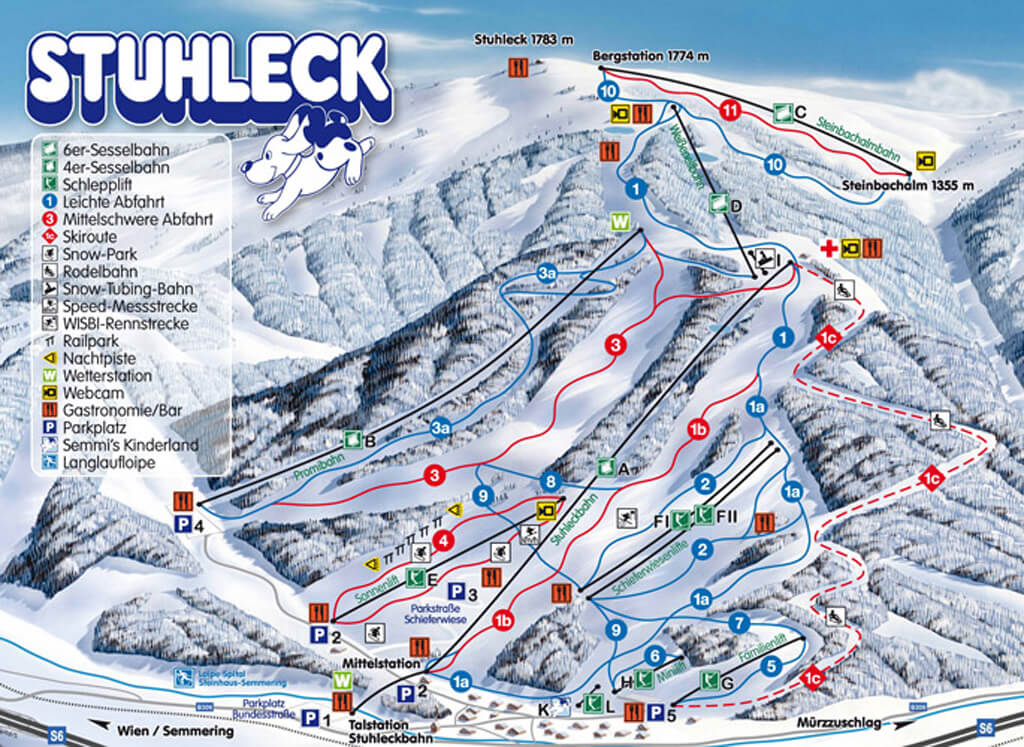 STUHLECK
Stuhleck 1783 m
Bergstation 1774 m
6er-Sesselbahn
4er-Sesselbahn
Schlepplift
1 Leichte Abfahrt
3 Mittelschwere Abfahrt
1c Skiroute
Snow-Park
Rodelbahn
Snow-Tubing-Bahn
Speed-Messstrecke
WISBI-Rennstrecke
Railpark
Nachtpiste
W Wetterstation
Webcam
Gastronomie/Bar
P Parkplatz
Semmi's Kinderland
Langlaufloipe
10
11
C
Steinbachalmbahn
10
Steinbachalm 1355 m
Weißwandbahn
1
D
W
I
3a
3
1
1c
1a
3a
B
Promibahn
1b
A
1c
3
8
9
2
1a
P 4
Stuhleckbahn
FI
FII
4
2
Schieferwiesenlifte
E
Sonnenlift
P 3
Parkstraße
Schieferwiese
1a
P 2
1b
9
7
Familienlift
6
5
Minilift
1c
Mittelstation
H
G
W
1a
P 2
Loipe Spital
Steinhaus-Semmering
K
L
P 5
B306
Parkplatz
Bundesstraße
P 1
Talstation
Stuhleckbahn
B306
Mürzzuschlag
S6
Wien / Semmering
S6